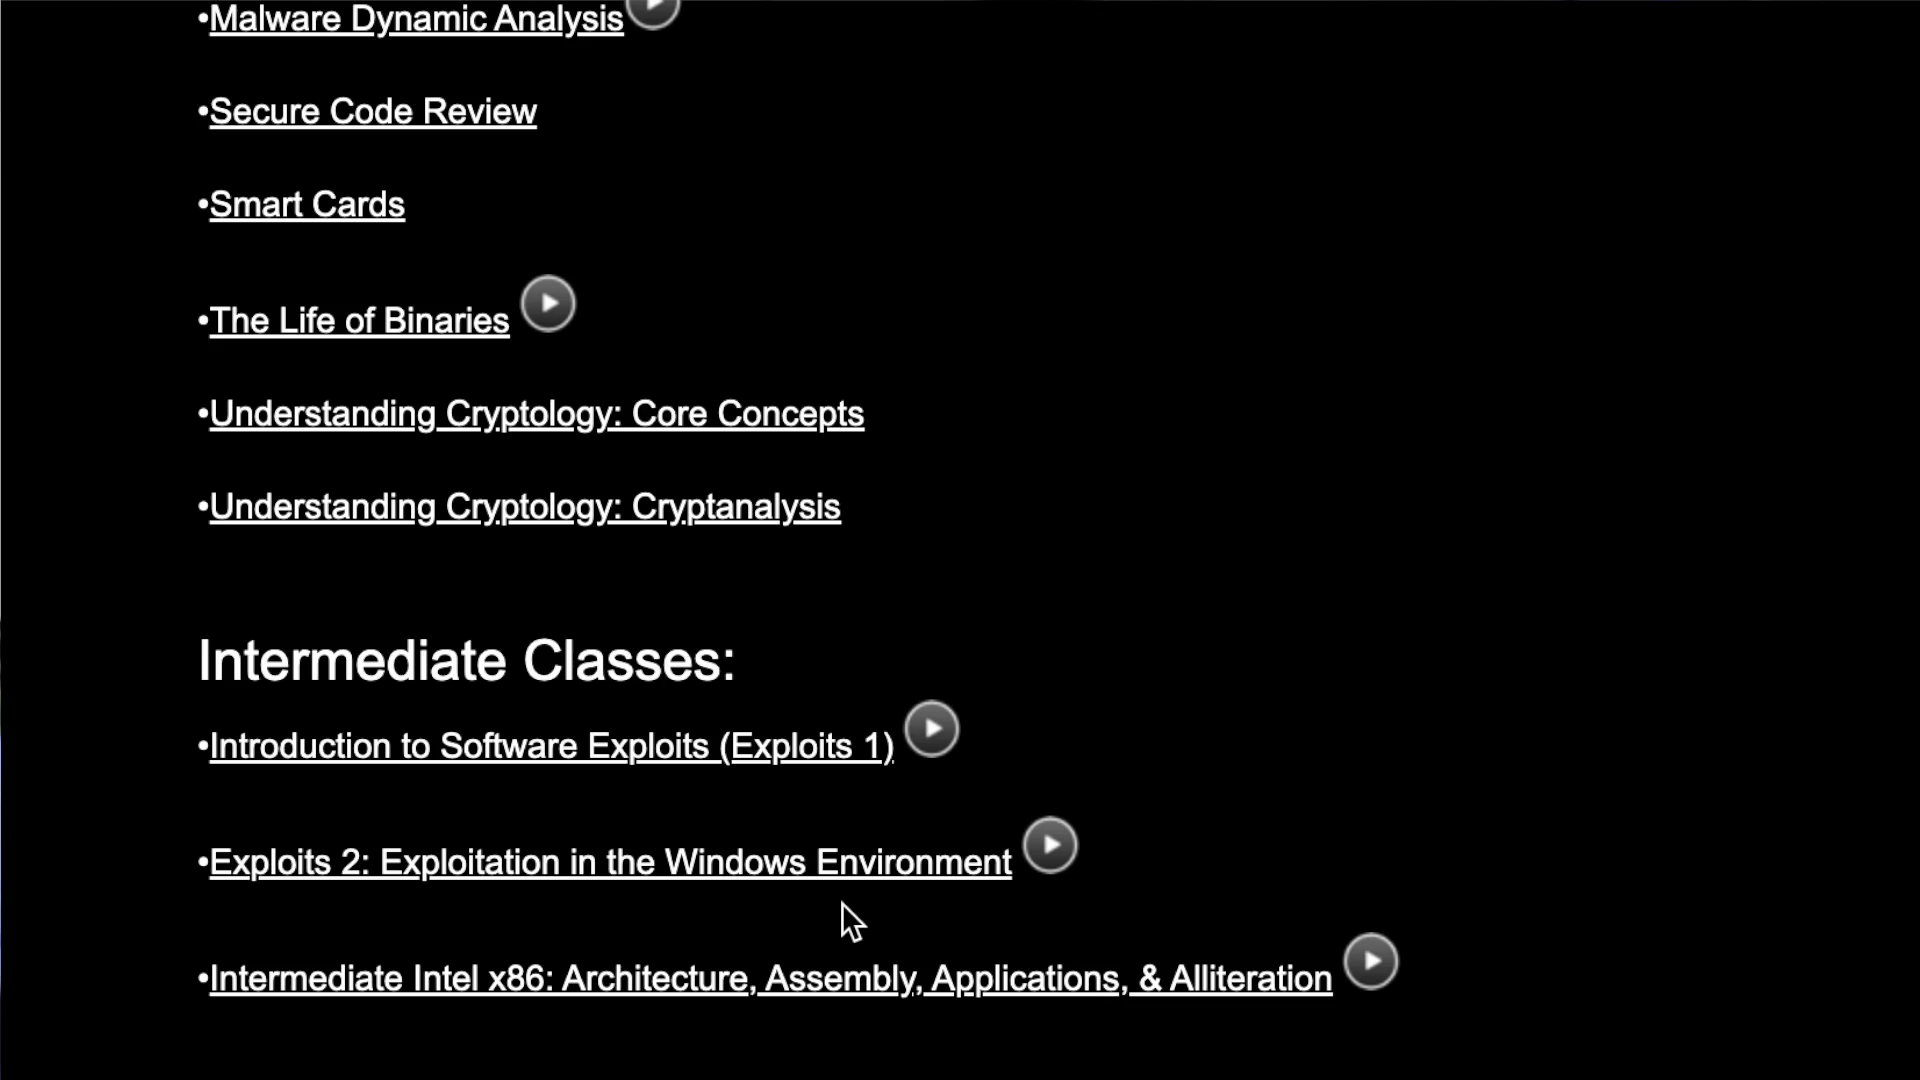 •Malware Dynamic Analysis
•Secure Code Review
•Smart Cards
•The Life of Binaries
•Understanding Cryptology: Core Concepts
•Understanding Cryptology: Cryptanalysis
Intermediate Classes:
•Introduction to Software Exploits (Exploits 1)
•Exploits 2: Exploitation in the Windows Environment
•Intermediate Intel x86: Architecture, Assembly, Applications, & Alliteration